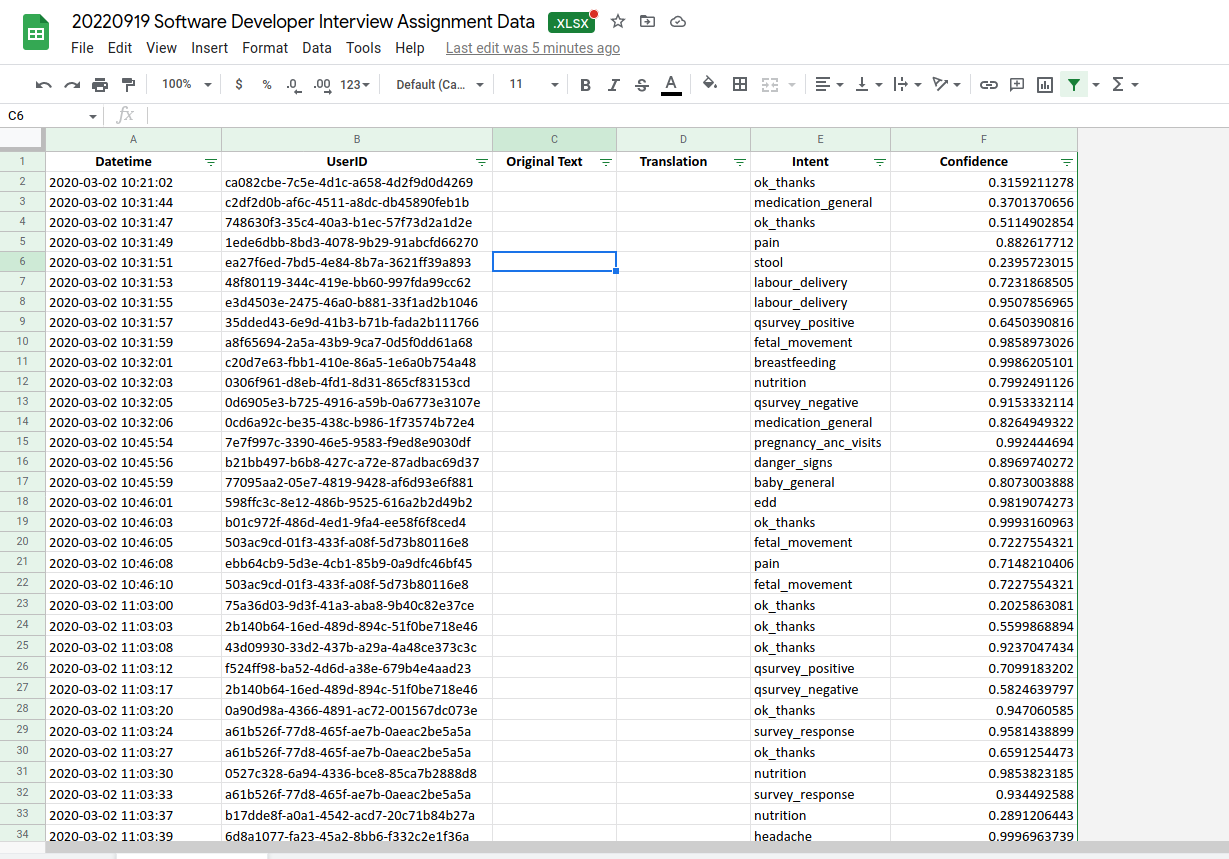 20220919 Software Developer Interview Assignment Data .XLSX
File Edit View Insert Format Data Tools Help Last edit was 5 minutes ago
100% $ % .0 .00 123 Default (Ca... 11 B I S A Σ
C6 fx
A B C D E F
1 Datetime UserID Original Text Translation Intent Confidence
2 2020-03-02 10:21:02 ca082cbe-7c5e-4d1c-a658-4d2f9d0d4269 ok_thanks 0.3159211278
3 2020-03-02 10:31:44 c2df2d0b-af6c-4511-a8dc-db45890feb1b medication_general 0.3701370656
4 2020-03-02 10:31:47 748630f3-35c4-40a3-b1ec-57f73d2a1d2e ok_thanks 0.5114902854
5 2020-03-02 10:31:49 1ede6dbb-8bd3-4078-9b29-91abcfd66270 pain 0.882617712
6 2020-03-02 10:31:51 ea27f6ed-7bd5-4e84-8b7a-3621ff39a893 stool 0.2395723015
7 2020-03-02 10:31:53 48f80119-344c-419e-bb60-997fda99cc62 labour_delivery 0.7231868505
8 2020-03-02 10:31:55 e3d4503e-2475-46a0-b881-33f1ad2b1046 labour_delivery 0.9507856965
9 2020-03-02 10:31:57 35dded43-6e9d-41b3-b71b-fada2b111766 qsurvey_positive 0.6450390816
10 2020-03-02 10:31:59 a8f65694-2a5a-43b9-9ca7-0d5f0dd61a68 fetal_movement 0.9858973026
11 2020-03-02 10:32:01 c20d7e63-fbb1-410e-86a5-1e6a0b754a48 breastfeeding 0.9986205101
12 2020-03-02 10:32:03 0306f961-d8eb-4fd1-8d31-865cf83153cd nutrition 0.7992491126
13 2020-03-02 10:32:05 0d6905e3-b725-4916-a59b-0a6773e3107e qsurvey_negative 0.9153332114
14 2020-03-02 10:32:06 0cd6a92c-be35-438c-b986-1f73574b72e4 medication_general 0.8264949322
15 2020-03-02 10:45:54 7e7f997c-3390-46e5-9583-f9ed8e9030df pregnancy_anc_visits 0.992444694
16 2020-03-02 10:45:56 b21bb497-b6b8-427c-a72e-87adbac69d37 danger_signs 0.8969740272
17 2020-03-02 10:45:59 77095aa2-05e7-4819-9428-af6d93e6f881 baby_general 0.8073003888
18 2020-03-02 10:46:01 598ffc3c-8e12-486b-9525-616a2b2d49b2 edd 0.9819074273
19 2020-03-02 10:46:03 b01c972f-486d-4ed1-9fa4-ee58f6f8ced4 ok_thanks 0.9993160963
20 2020-03-02 10:46:05 503ac9cd-01f3-433f-a08f-5d73b80116e8 fetal_movement 0.7227554321
21 2020-03-02 10:46:08 ebb64cb9-5d3e-4cb1-85b9-0a9dfc46bf45 pain 0.7148210406
22 2020-03-02 10:46:10 503ac9cd-01f3-433f-a08f-5d73b80116e8 fetal_movement 0.7227554321
23 2020-03-02 11:03:00 75a36d03-9d3f-41a3-aba8-9b40c82e37ce ok_thanks 0.2025863081
24 2020-03-02 11:03:03 2b140b64-16ed-489d-894c-51f0be718e46 ok_thanks 0.5599868894
25 2020-03-02 11:03:08 43d09930-33d2-437b-a29a-4a48ce373c3c ok_thanks 0.9237047434
26 2020-03-02 11:03:12 f524ff98-ba52-4d6d-a38e-679b4e4aad23 qsurvey_positive 0.7099183202
27 2020-03-02 11:03:17 2b140b64-16ed-489d-894c-51f0be718e46 qsurvey_negative 0.5824639797
28 2020-03-02 11:03:20 0a90d98a-4366-4891-ac72-001567dc073e ok_thanks 0.947060585
29 2020-03-02 11:03:24 a61b526f-77d8-465f-ae7b-0aeac2be5a5a survey_response 0.9581438899
30 2020-03-02 11:03:27 a61b526f-77d8-465f-ae7b-0aeac2be5a5a ok_thanks 0.6591254473
31 2020-03-02 11:03:30 0527c328-6a94-4336-bce8-85ca7b2888d8 nutrition 0.9853823185
32 2020-03-02 11:03:33 a61b526f-77d8-465f-ae7b-0aeac2be5a5a survey_response 0.934492588
33 2020-03-02 11:03:37 b17dde8f-a0a1-4542-acd7-20c71b84b27a nutrition 0.2891206443
34 2020-03-02 11:03:39 6d8a1077-fa23-45a2-8bb6-f332c2e1f36a headache 0.9996963739